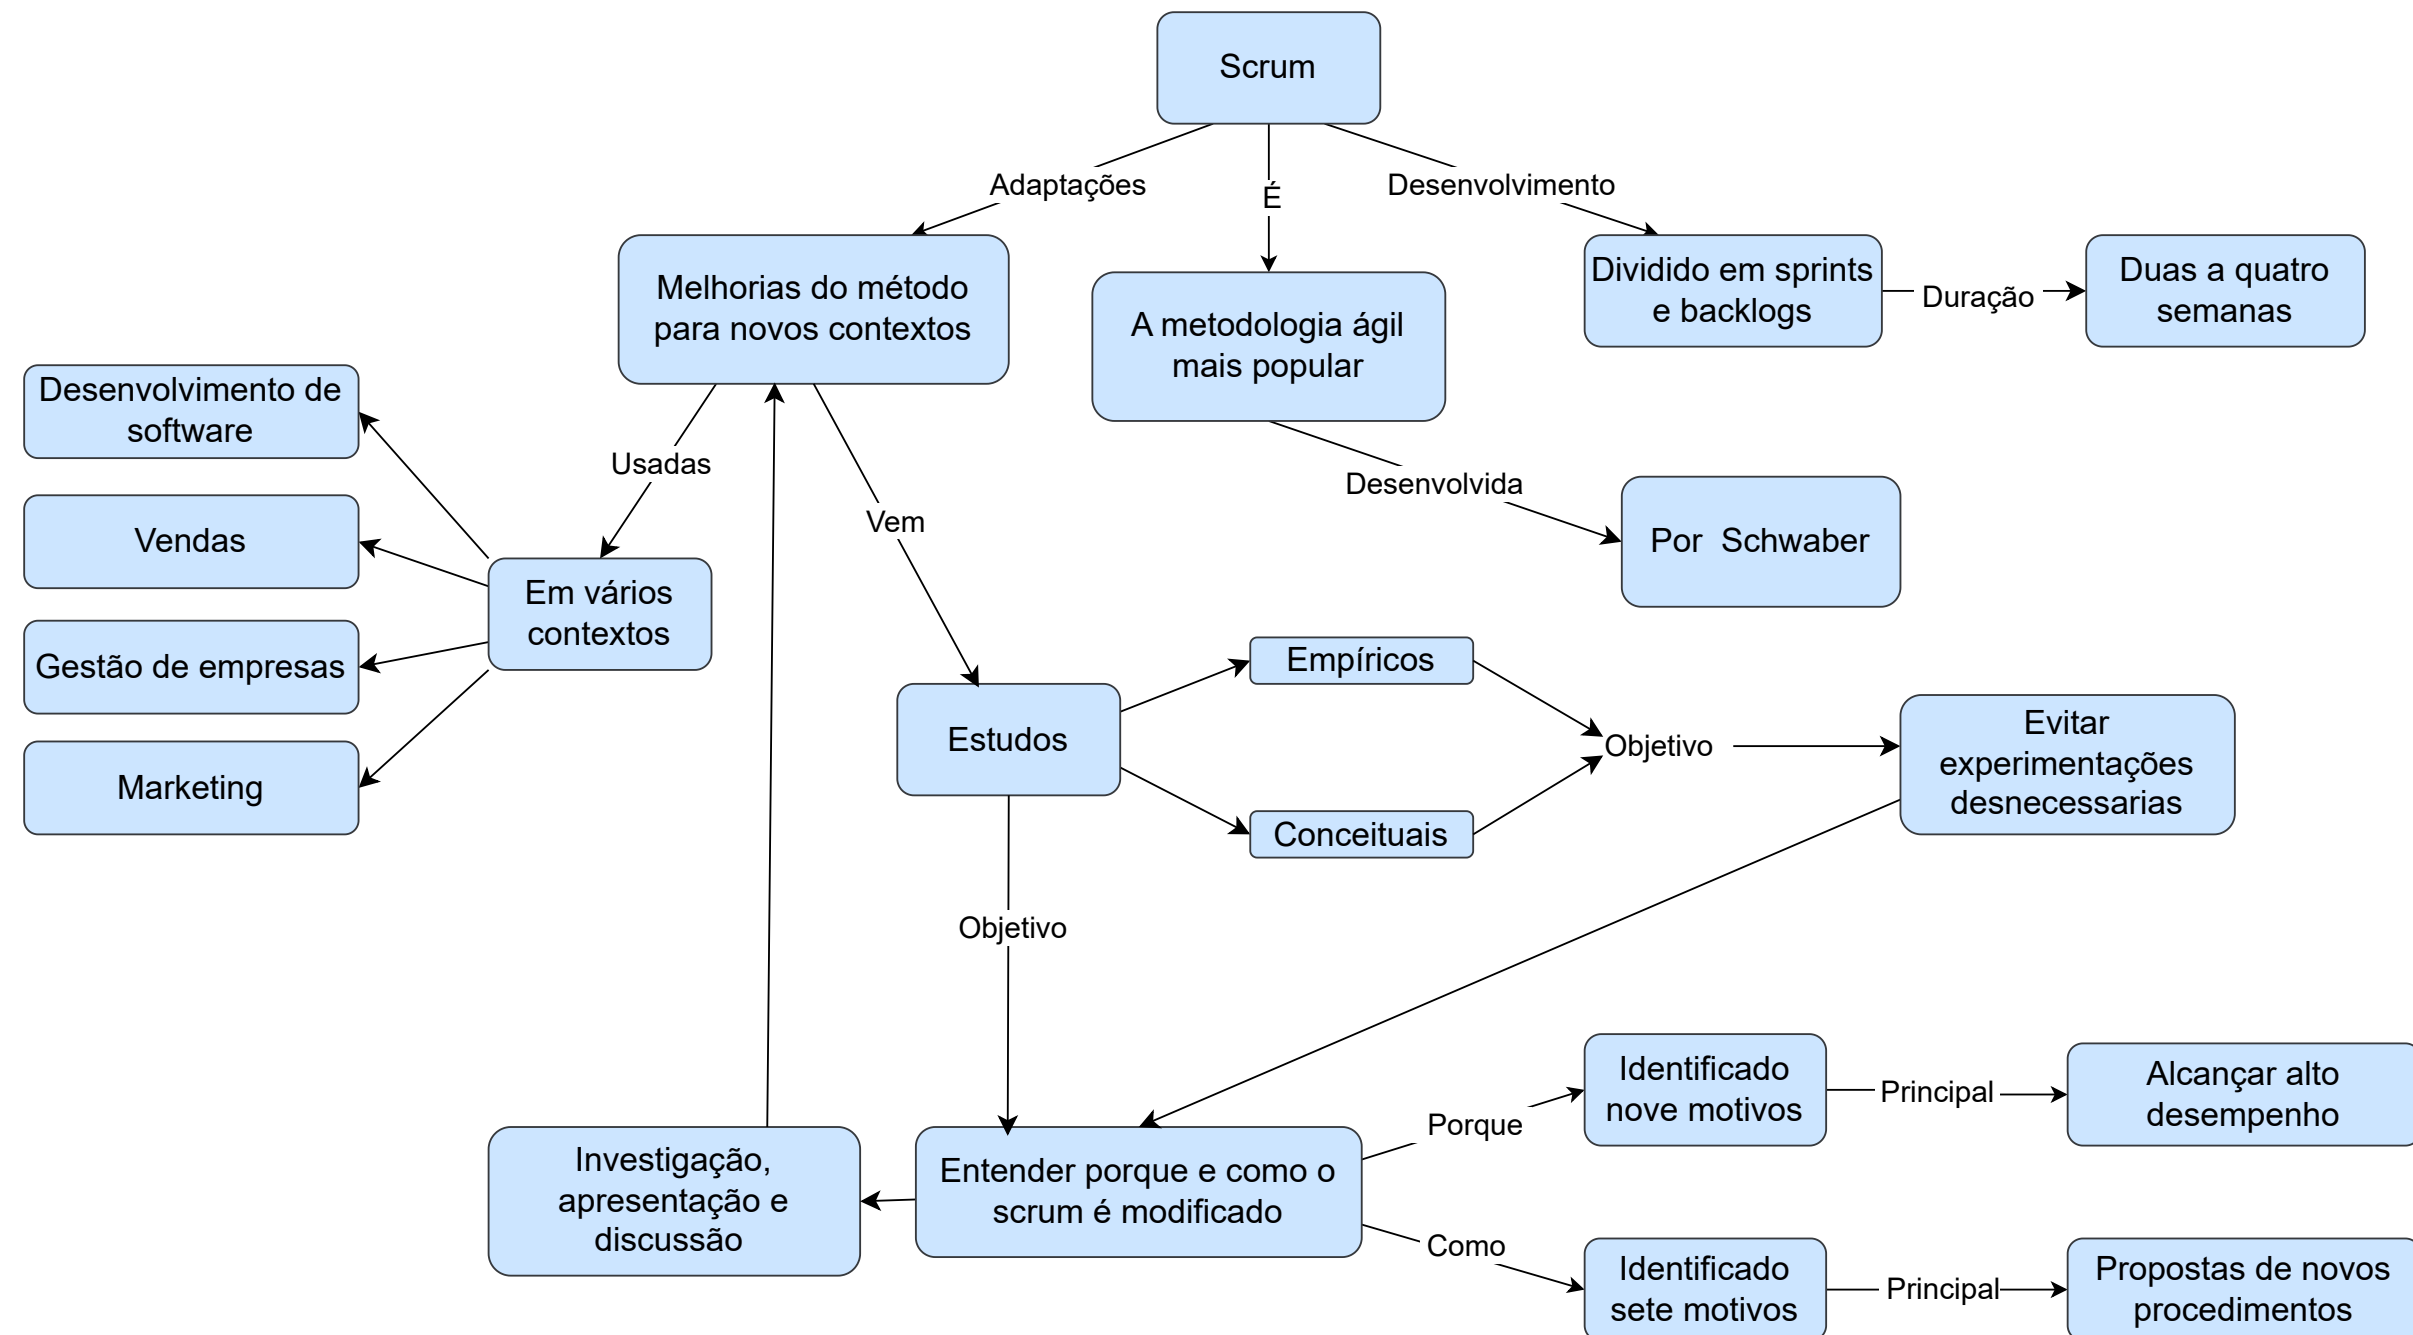 Scrum
Adaptações
É
Desenvolvimento
Melhorias do método
para novos contextos
A metodologia ágil
mais popular
Dividido em sprints
e backlogs
Duração
Duas a quatro
semanas
Desenvolvimento de
software
Vendas
Gestão de empresas
Marketing
Usadas
Em vários
contextos
Vem
Desenvolvida
Por  Schwaber
Estudos
Empíricos
Conceituais
Objetivo
Evitar
experimentações
desnecessarias
Objetivo
Investigação,
apresentação e
discussão
Entender porque e como o
scrum é modificado
Porque
Identificado
nove motivos
Principal
Alcançar alto
desempenho
Como
Identificado
sete motivos
Principal
Propostas de novos
procedimentos